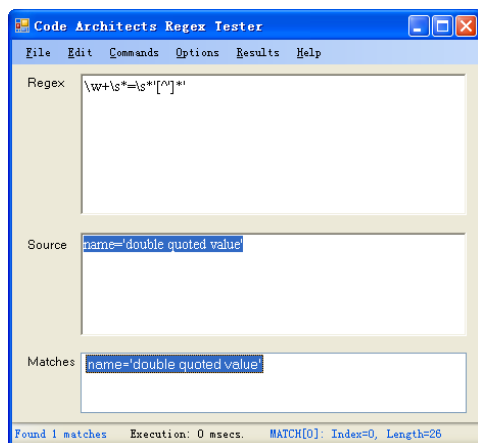 Code Architects Regex Tester
File Edit Commands Options Results Help
Regex
\w+\s*=\s*'[^']*'
Source
name='double quoted value'
Matches
name='double quoted value'
Found 1 matches Execution: 0 msecs. MATCH[0]: Index=0, Length=26